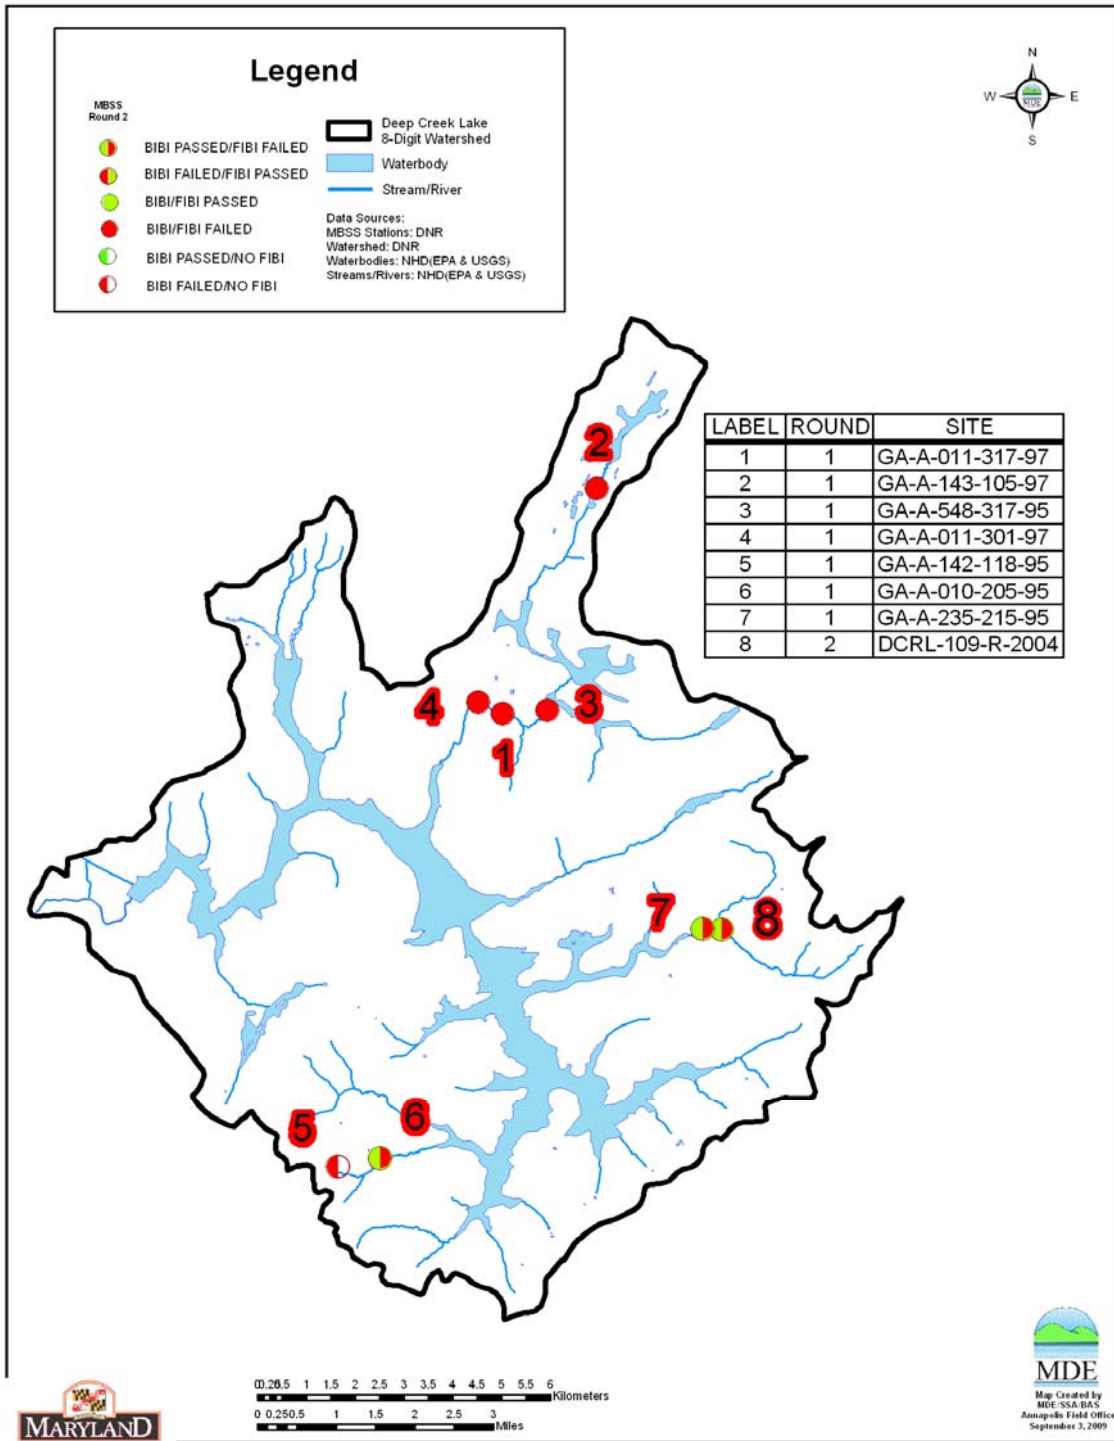 Legend
MBSS
Round 2
BIBI PASSED/FIBI FAILED
BIBI FAILED/FIBI PASSED
BIBI/FIBI PASSED
BIBI/FIBI FAILED
BIBI PASSED/NO FIBI
BIBI FAILED/NO FIBI
Deep Creek Lake
8-Digit Watershed
Waterbody
Stream/River
Data Sources:
MBSS Stations: DNR
Watershed: DNR
Waterbodies: NHD(EPA & USGS)
Streams/Rivers: NHD(EPA & USGS)
N
W MDE E
S
LABEL ROUND SITE
1 1 GA-A-011-317-97
2 1 GA-A-143-105-97
3 1 GA-A-548-317-95
4 1 GA-A-011-301-97
5 1 GA-A-142-118-95
6 1 GA-A-010-205-95
7 1 GA-A-235-215-95
8 2 DCRL-109-R-2004
2
4
3
1
7
8
5
6
MARYLAND
0 0.25 0.5 1 1.5 2 2.5 3 3.5 4 4.5 5 5.5 6
Kilometers
0 0.25 0.5 1 1.5 2 2.5 3
Miles
MDE
Map Created by
MDE/SSA/BAS
Annapolis Field Office
September 3, 2009